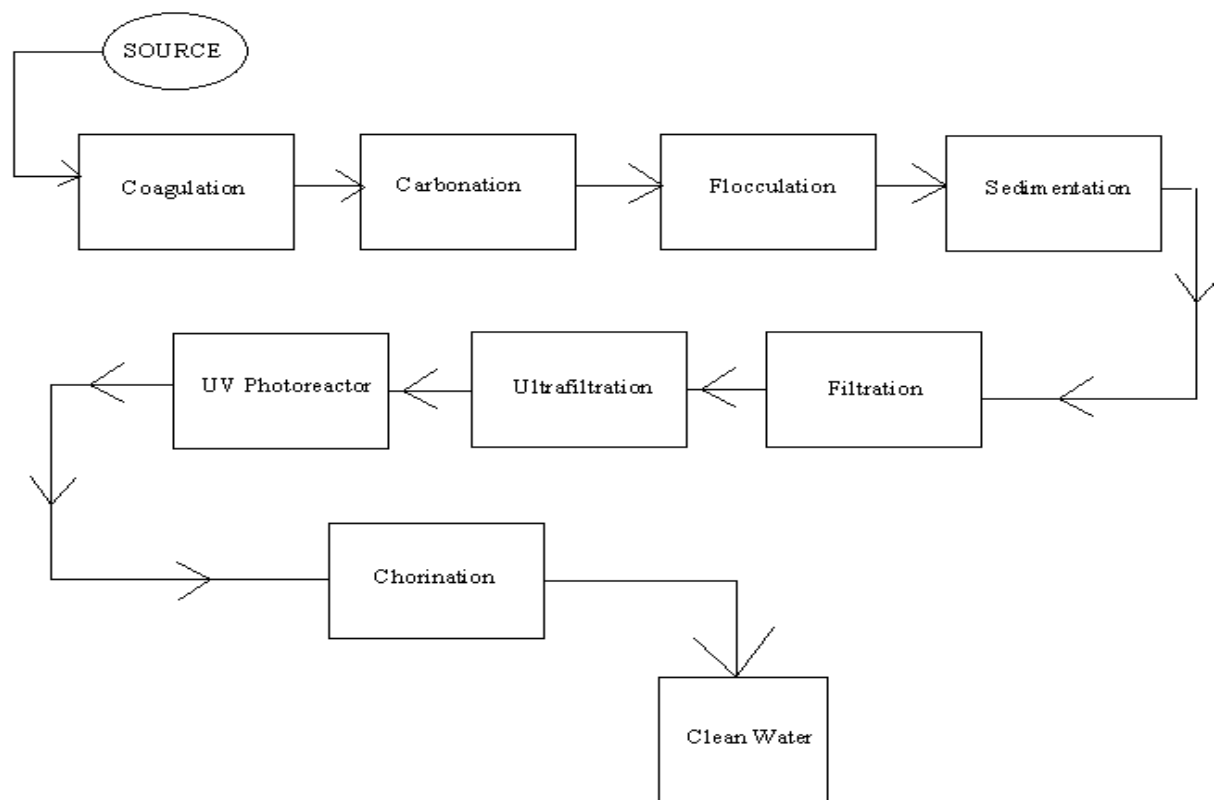 SOURCE
Coagulation
Carbonation
Flocculation
Sedimentation
Filtration
Ultrafiltration
UV Photoreactor
Chorination
Clean Water